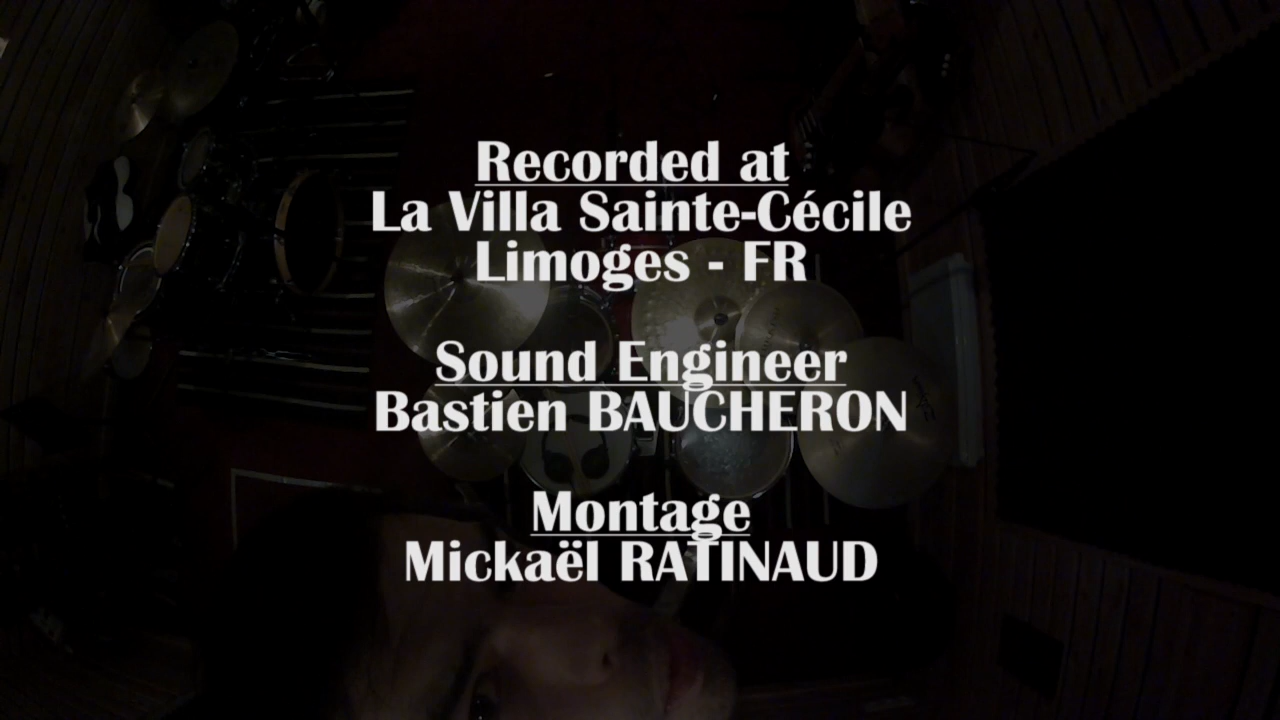 Recorded at
La Villa Sainte-Cécile
Limoges - FR
Sound Engineer
Bastien BAUCHERON
Montage
Mickaël RATINAUD